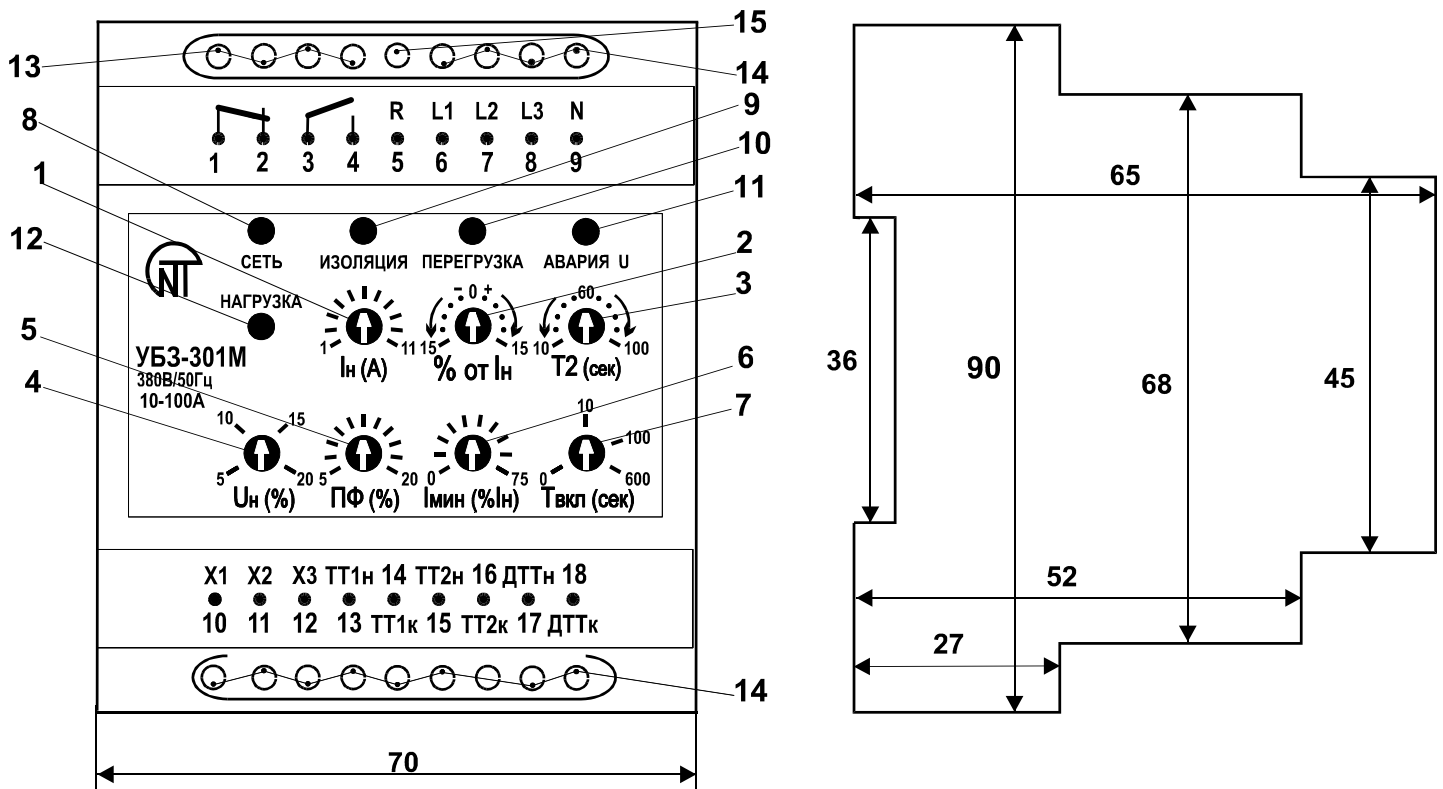 15
13
14
8
9
R L1 L2 L3 N
1 2 3 4 5 6 7 8 9
10
1
11
12
2
3
5
6
4
7
14
СЕТЬ ИЗОЛЯЦИЯ ПЕРЕГРУЗКА АВАРИЯ U
NT
НАГРУЗКА
− 0 +
60
1 11
15 15
10 100
Iн (А) % от Iн Т2 (сек)
УБЗ-301М
380В/50Гц
10-100А
10 15
10
100
5 20
5 20
0 75
0 600
Uн (%) ПФ (%) Iмин (%Iн) Твкл (сек)
X1 X2 X3 ТТ1н 14 ТТ2н 16 ДТТн 18
10 11 12 13 ТТ1к 15 ТТ2к 17 ДТТк
70
65
36
90
68
45
52
27